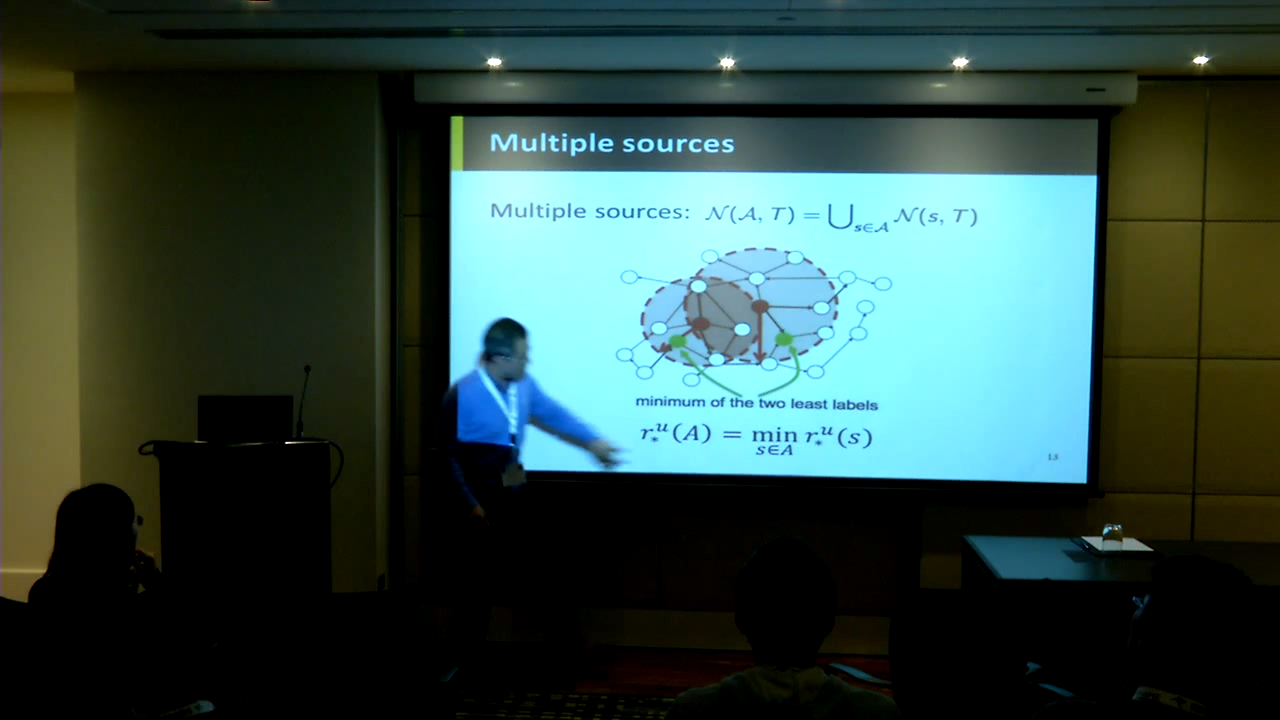 Multiple sources
Multiple sources: 𝒩(A, T) = ⋃ₛ∈𝒜 𝒩(s, T)
minimum of the two least labels
r₊ᵘ(A) = min r₊ᵘ(s)
s∈A
13